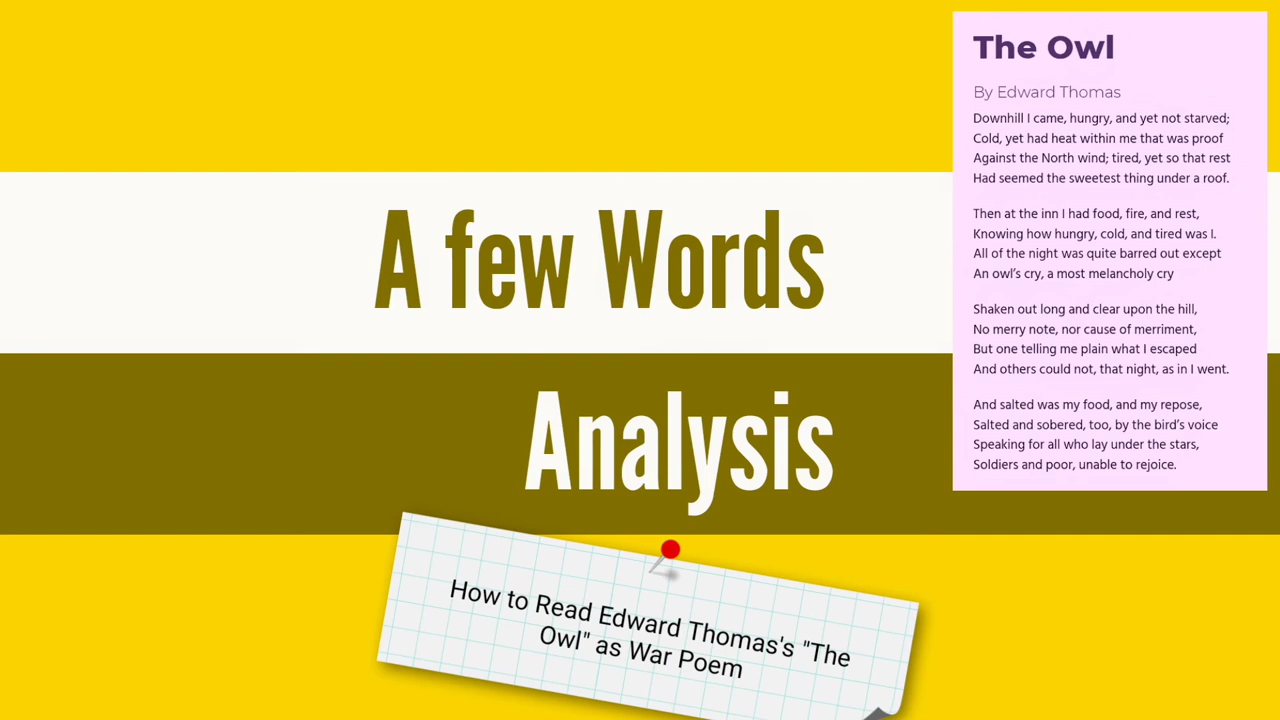 A few Words
Analysis
How to Read Edward Thomas's "The
Owl" as War Poem
The Owl
By Edward Thomas
Downhill I came, hungry, and yet not starved;
Cold, yet had heat within me that was proof
Against the North wind; tired, yet so that rest
Had seemed the sweetest thing under a roof.
Then at the inn I had food, fire, and rest,
Knowing how hungry, cold, and tired was I.
All of the night was quite barred out except
An owl’s cry, a most melancholy cry
Shaken out long and clear upon the hill,
No merry note, nor cause of merriment,
But one telling me plain what I escaped
And others could not, that night, as in I went.
And salted was my food, and my repose,
Salted and sobered, too, by the bird’s voice
Speaking for all who lay under the stars,
Soldiers and poor, unable to rejoice.